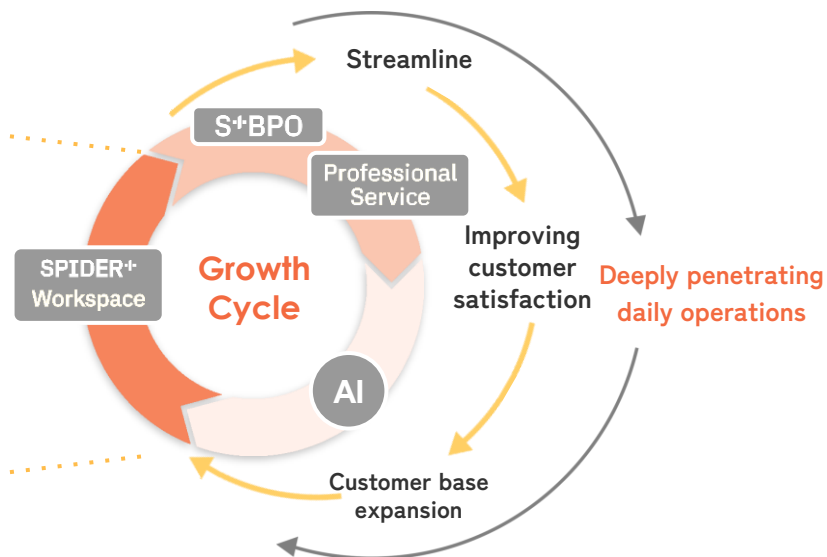 Streamline
S+BPO
Professional
Service
Improving
customer
satisfaction
SPIDER+
Workspace
Growth
Cycle
Deeply penetrating
daily operations
AI
Customer base
expansion